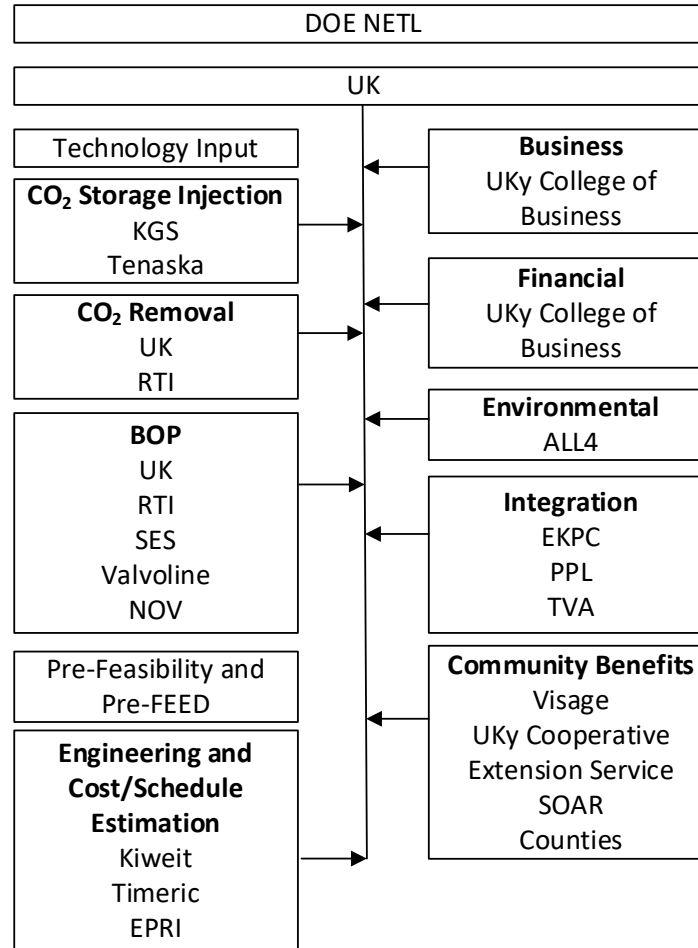 DOE NETL
UK
Technology Input
CO₂ Storage Injection
KGS
Tenaska
CO₂ Removal
UK
RTI
BOP
UK
RTI
SES
Valvoline
NOV
Pre-Feasibility and
Pre-FEED
Engineering and
Cost/Schedule
Estimation
Kiweit
Timeric
EPRI
Business
UKy College of
Business
Financial
UKy College of
Business
Environmental
ALL4
Integration
EKPC
PPL
TVA
Community Benefits
Visage
UKy Cooperative
Extension Service
SOAR
Counties